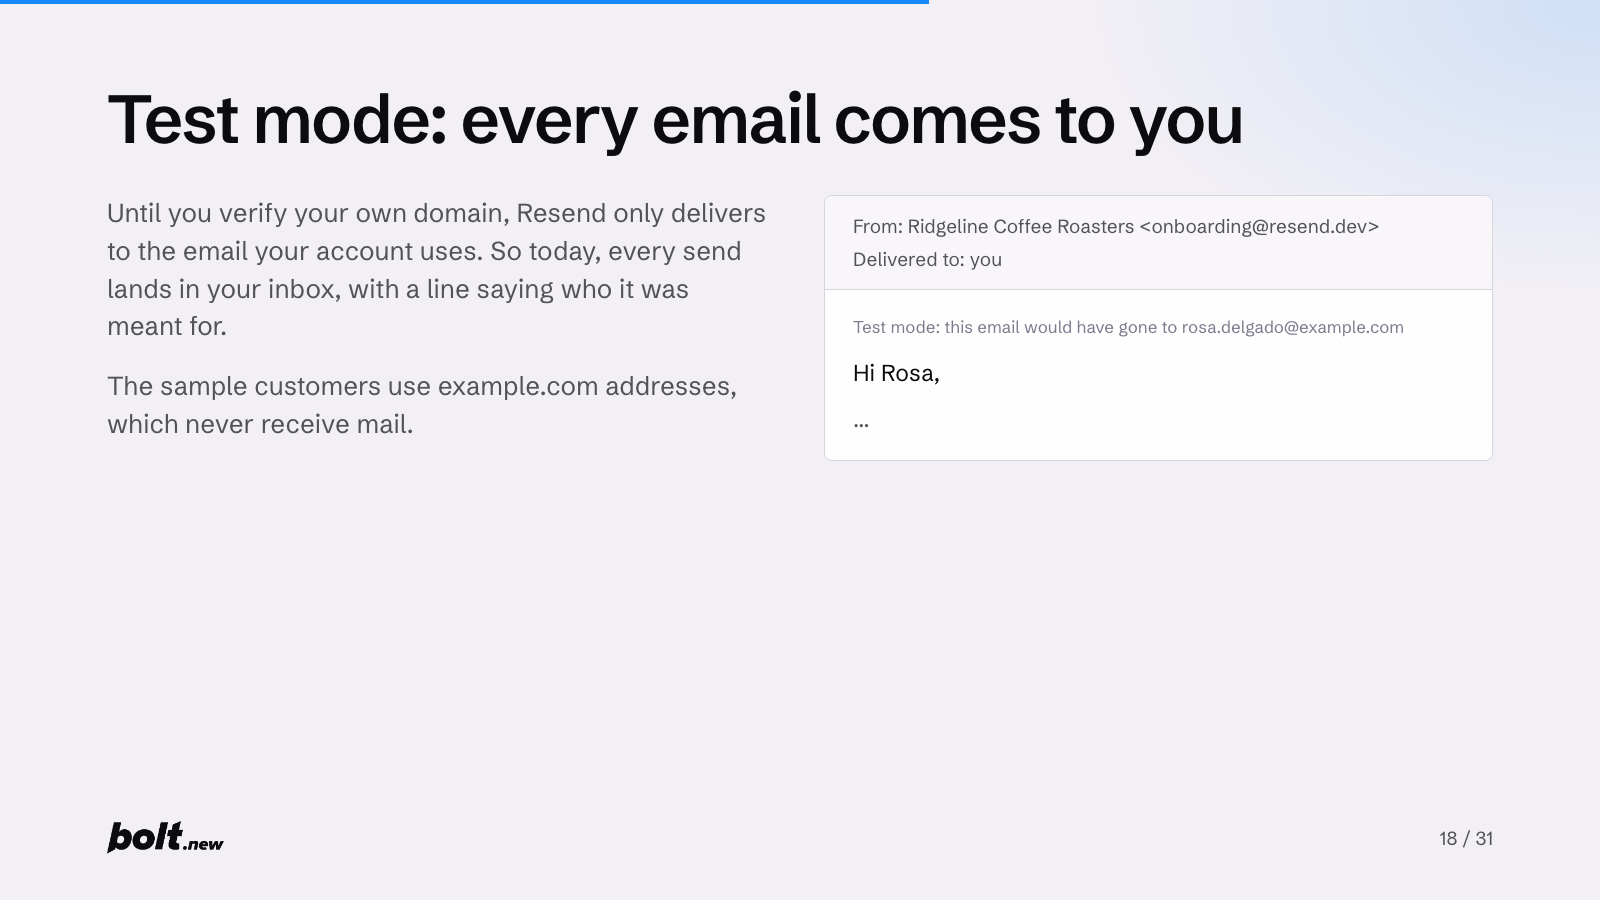 Test mode: every email comes to you
Until you verify your own domain, Resend only delivers
to the email your account uses. So today, every send
lands in your inbox, with a line saying who it was
meant for.
The sample customers use example.com addresses,
which never receive mail.
From: Ridgeline Coffee Roasters <onboarding@resend.dev>
Delivered to: you
Test mode: this email would have gone to rosa.delgado@example.com
Hi Rosa,
...
bolt.new
18 / 31